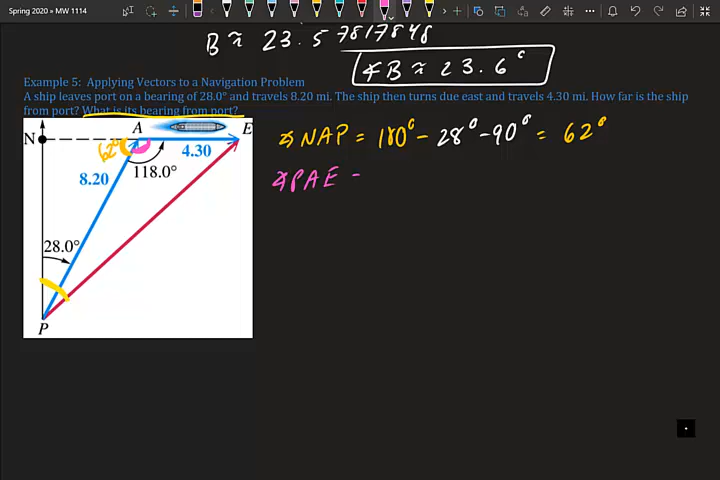 Spring 2020 » MW 1114
B ≈ 23.57817848
∡B ≈ 23.6°
Example 5: Applying Vectors to a Navigation Problem
A ship leaves port on a bearing of 28.0° and travels 8.20 mi. The ship then turns due east and travels 4.30 mi. How far is the ship
from port? What is its bearing from port?
N
A
E
62°
4.30
118.0°
8.20
28.0°
P
∡NAP = 180° - 28° - 90° = 62°
∡PAE =